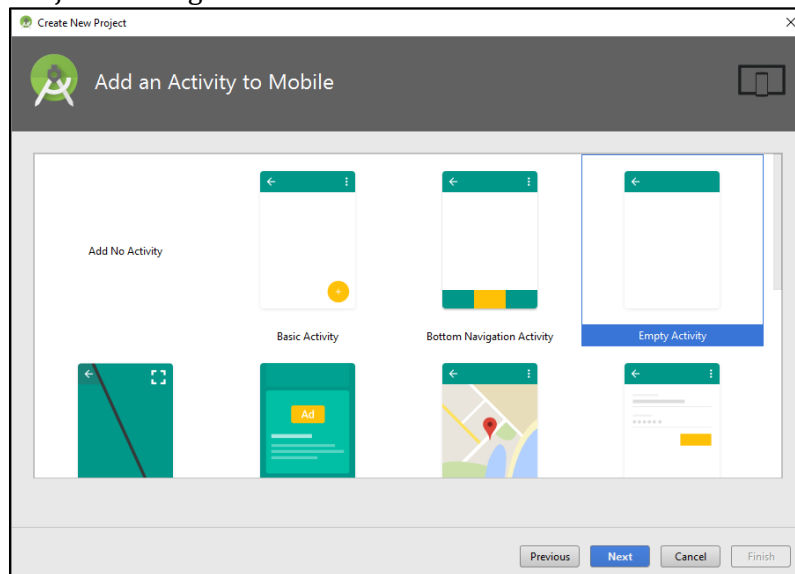 Create New Project
Add an Activity to Mobile
Add No Activity
Basic Activity
Bottom Navigation Activity
Empty Activity
Ad
Previous
Next
Cancel
Finish